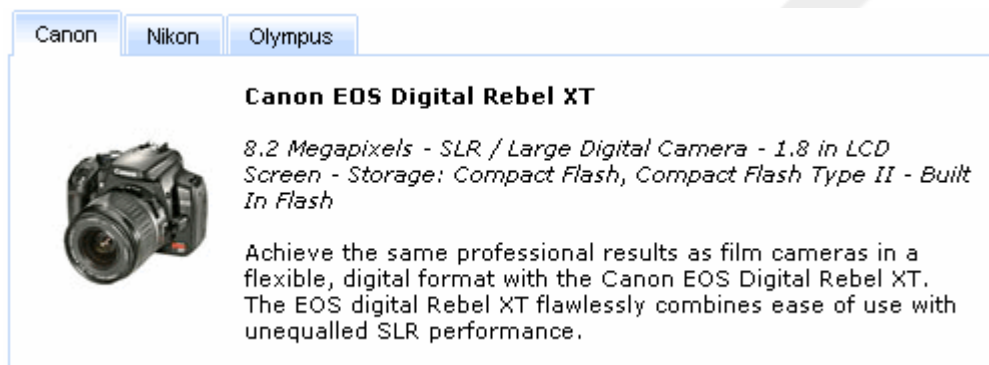 Canon Nikon Olympus
Canon EOS Digital Rebel XT
8.2 Megapixels - SLR / Large Digital Camera - 1.8 in LCD
Screen - Storage: Compact Flash, Compact Flash Type II - Built
In Flash
Achieve the same professional results as film cameras in a
flexible, digital format with the Canon EOS Digital Rebel XT.
The EOS digital Rebel XT flawlessly combines ease of use with
unequalled SLR performance.
Canon